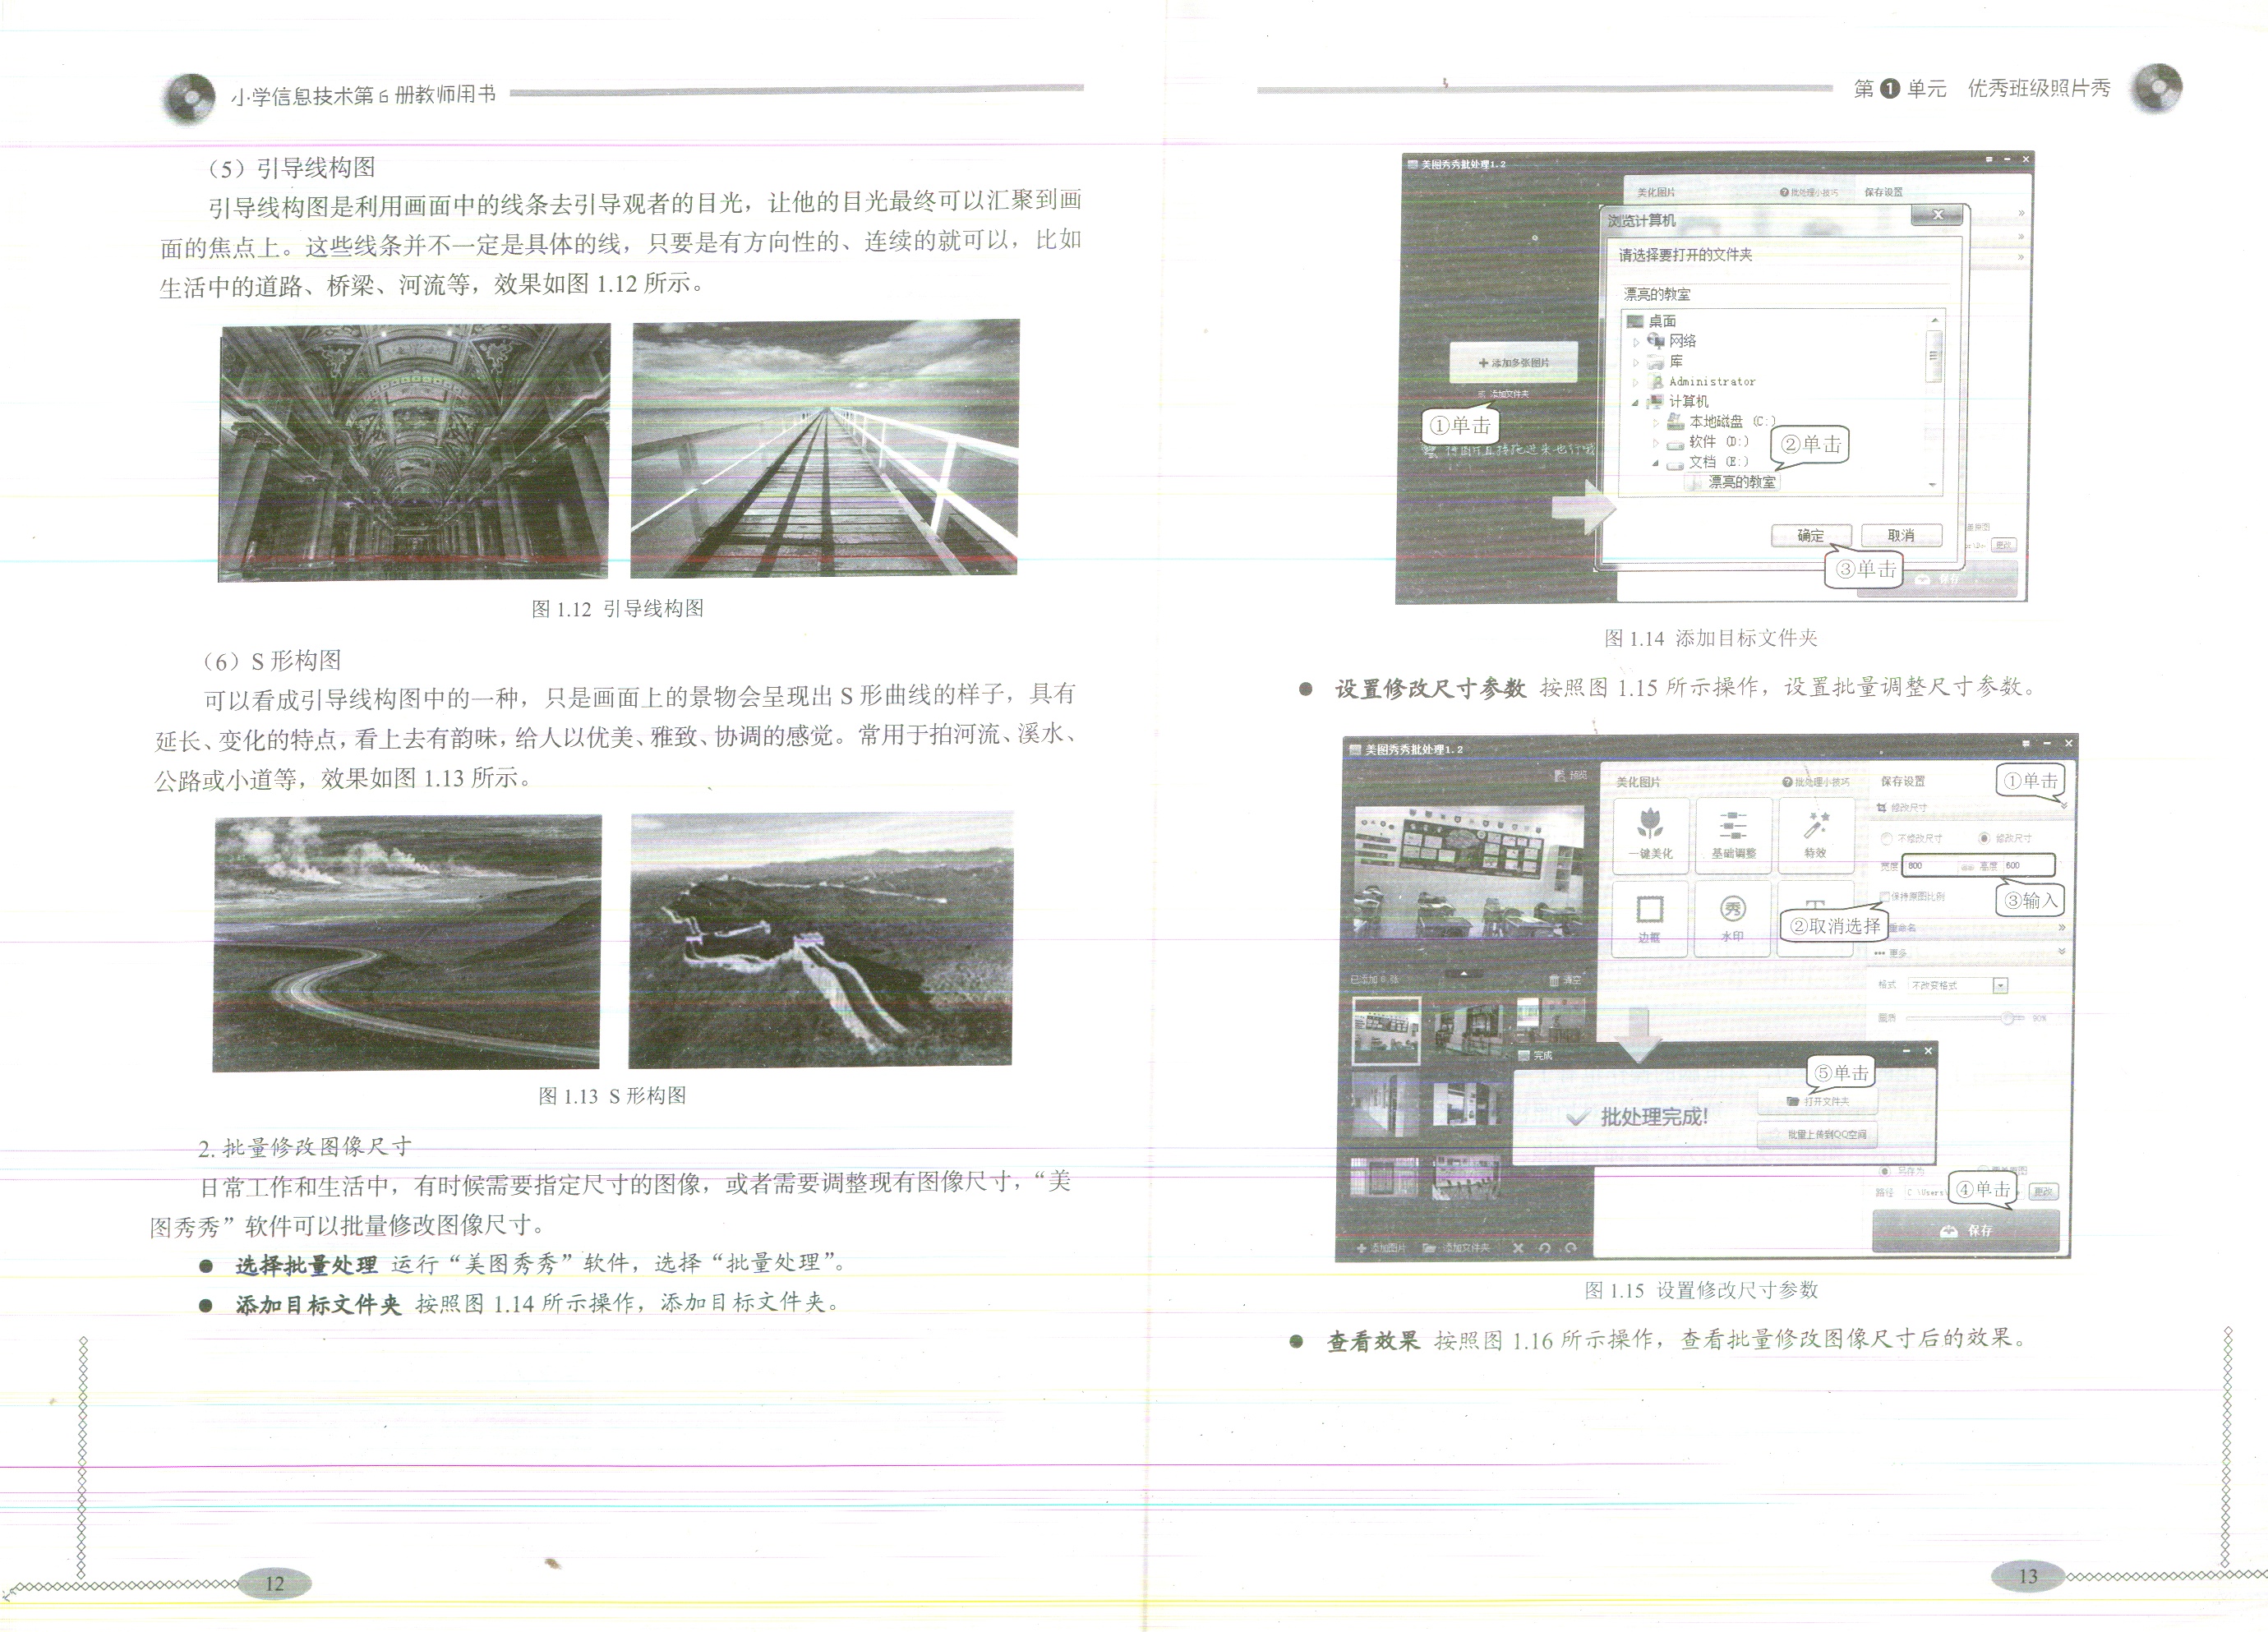 小学信息技术第6册教师用书
（5）引导线构图
引导线构图是利用画面中的线条去引导观者的目光，让他的目光最终可以汇聚到画
面的焦点上。这些线条并不一定是具体的线，只要是有方向性的、连续的就可以，比如
生活中的道路、桥梁、河流等，效果如图 1.12 所示。
图 1.12 引导线构图
（6）S 形构图
可以看成引导线构图中的一种，只是画面上的景物会呈现出 S 形曲线的样子，具有
延长、变化的特点，看上去有韵味，给人以优美、雅致、协调的感觉。常用于拍河流、溪水、
公路或小道等，效果如图 1.13 所示。
图 1.13 S 形构图
2. 批量修改图像尺寸
日常工作和生活中，有时候需要指定尺寸的图像，或者需要调整现有图像尺寸，“美
图秀秀”软件可以批量修改图像尺寸。
● 选择批量处理 运行“美图秀秀”软件，选择“批量处理”。
● 添加目标文件夹 按照图 1.14 所示操作，添加目标文件夹。
12
第1单元 优秀班级照片秀
美图秀秀批处理1.2
美化图片
批处理小技巧
保存设置
浏览计算机
请选择要打开的文件夹
漂亮的教室
桌面
网络
库
添加多张图片
Administrator
添加文件夹
计算机
①单击
本地磁盘 (C:)
软件 (D:)
②单击
文档 (E:)
漂亮的教室
确定
取消
更改
③单击
保存
图 1.14 添加目标文件夹
● 设置修改尺寸参数 按照图 1.15 所示操作，设置批量调整尺寸参数。
美图秀秀批处理1.2
预览
美化图片
批处理小技巧
保存设置
①单击
修改尺寸
不修改尺寸
修改尺寸
一键美化
基础调整
特效
宽度 800
高度 600
保持原图比例
③输入
②取消选择
边框
水印
重命名
更多
已添加 8 张
清空
格式 不改变格式
画质
90%
完成
⑤单击
批处理完成!
打开文件夹
批量上传到QQ空间
另存为
路径 C:\Users\
④单击
更改
保存
添加图片
添加文件夹
图 1.15 设置修改尺寸参数
● 查看效果 按照图 1.16 所示操作，查看批量修改图像尺寸后的效果。
13